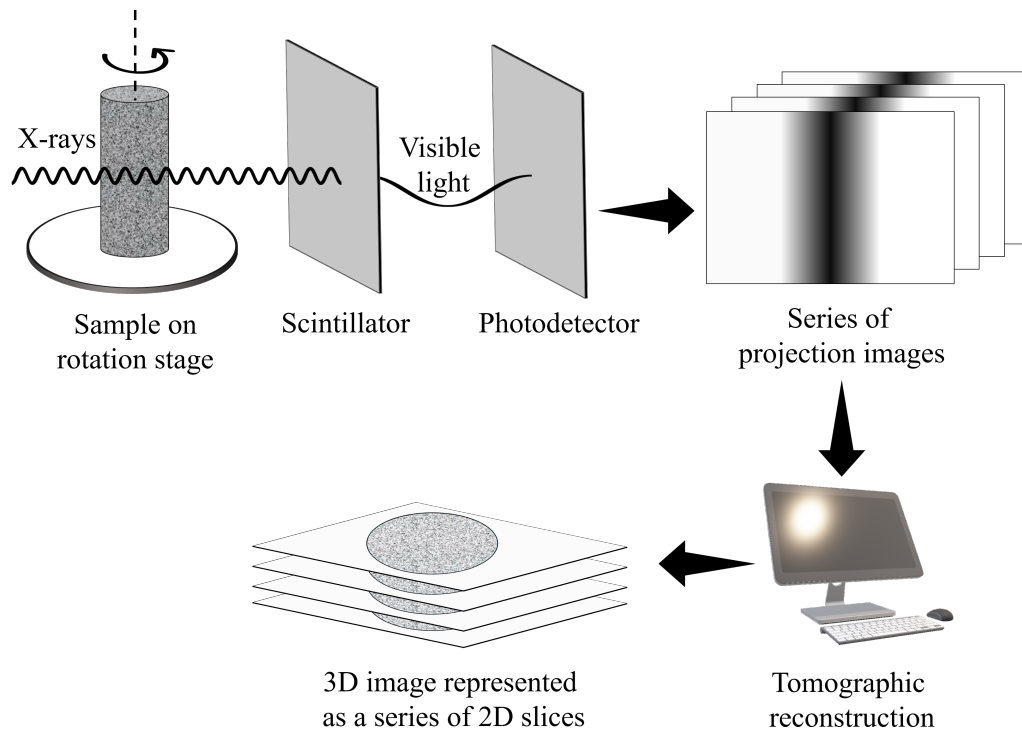 X-rays
Visible
light
Sample on
rotation stage
Scintillator
Photodetector
Series of
projection images
3D image represented
as a series of 2D slices
Tomographic
reconstruction